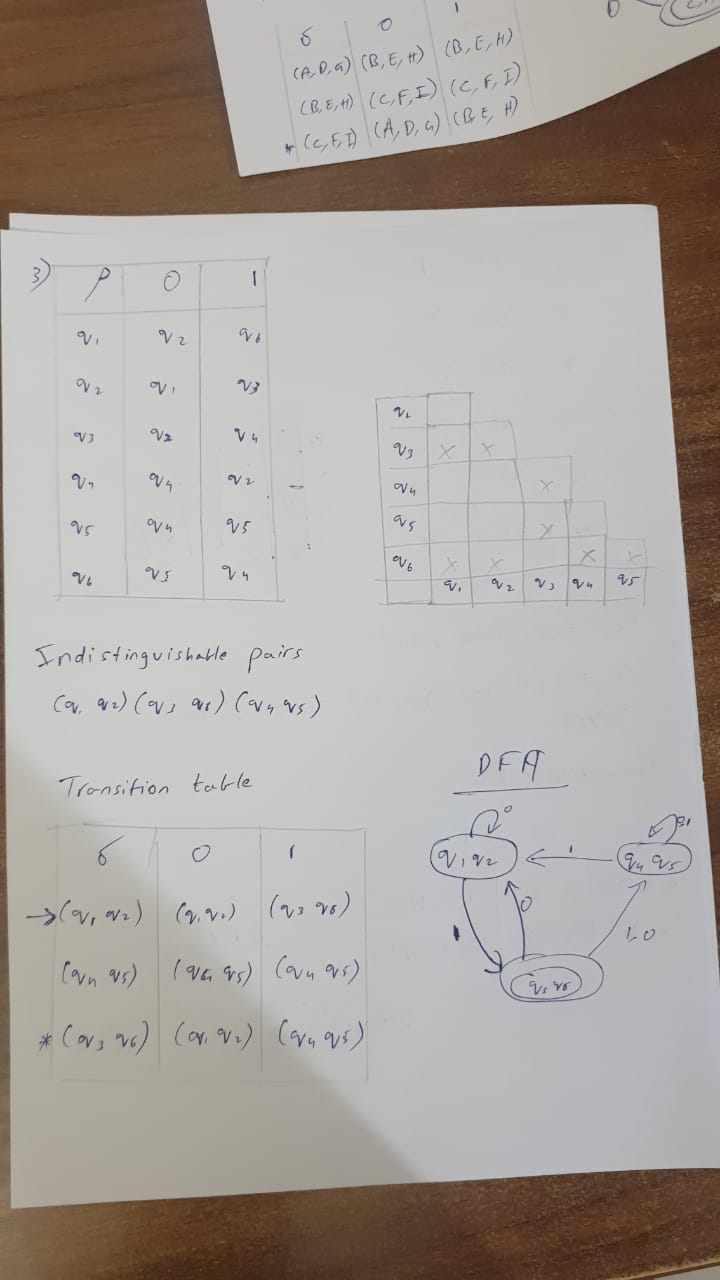 δ 0 1
(A,D,G) (B,E,H) (B,E,H)
(B,E,H) (C,F,I) (C,F,I)
* (C,F,I) (A,D,G) (B,E,H)
D
3) ρ 0 1
q1 q2 q6
q2 q1 q3
q3 q2 q4
q4 q4 q2
q5 q4 q5
q6 q5 q4
q2
q3 × ×
q4 ×
q5 ×
q6 × × × ×
q1 q2 q3 q4 q5
Indistinguishable pairs
(q1 q2) (q3 q6) (q4 q5)
Transition table
δ 0 1
→ (q1 q2) (q1 q2) (q3 q6)
(q4 q5) (q4 q5) (q4 q5)
* (q3 q6) (q1 q2) (q4 q5)
DFA
0
q1 q2 1 q4 q5
1 0 1,0
q3 q6